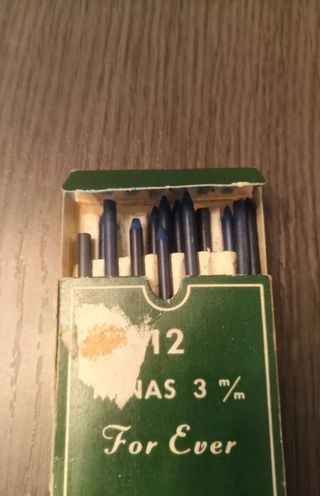 12
NAS 3 m/m
For Ever